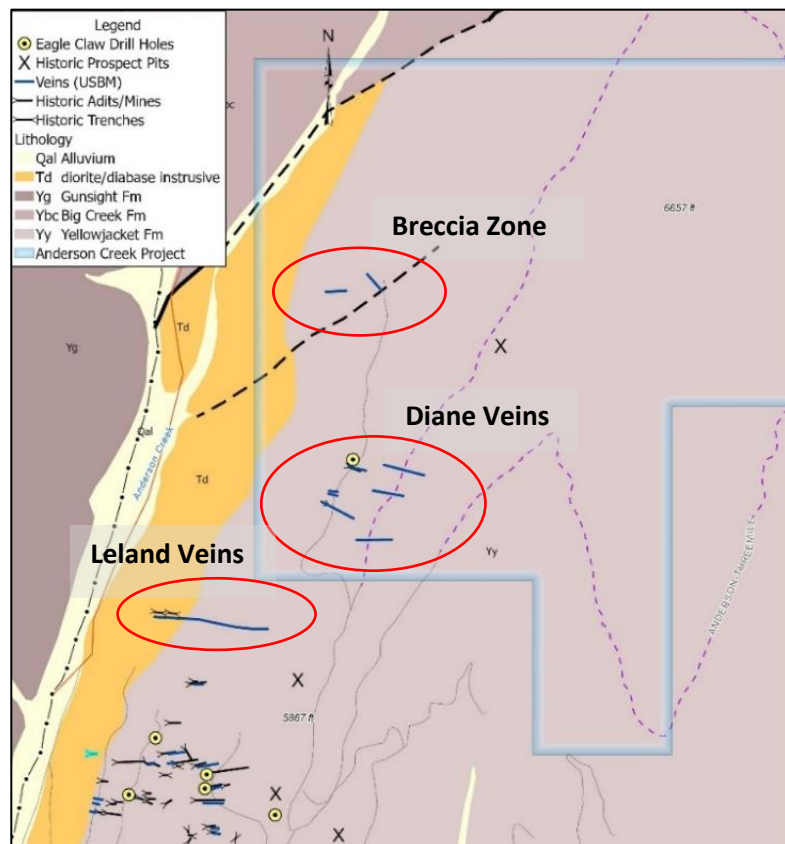 Legend
Eagle Claw Drill Holes
Historic Prospect Pits
Veins (USBM)
Historic Adits/Mines
Historic Trenches
Lithology
Qal Alluvium
Td diorite/diabase instrusive
Yg Gunsight Fm
Ybc Big Creek Fm
Yy Yellowjacket Fm
Anderson Creek Project
N
bc
6657 ft
Breccia Zone
Td
Yg
Diane Veins
Qal
Anderson Creek
Td
Leland Veins
Yy
ANDERSON-THREEMILE
5867 ft